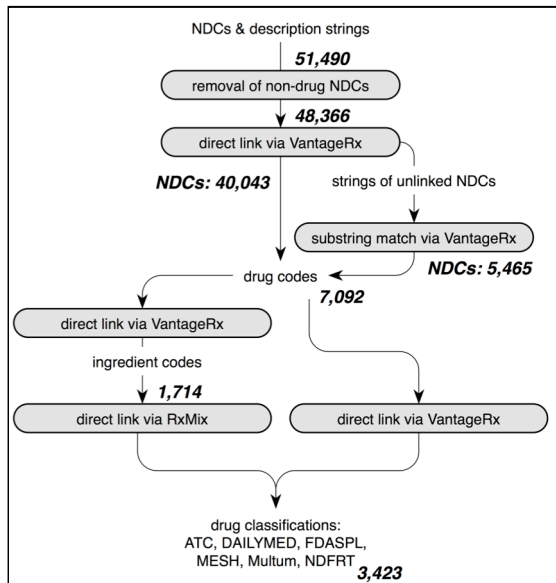 NDCs & description strings
51,490
removal of non-drug NDCs
48,366
direct link via VantageRx
NDCs: 40,043
strings of unlinked NDCs
substring match via VantageRx
NDCs: 5,465
drug codes
7,092
direct link via VantageRx
ingredient codes
1,714
direct link via RxMix
direct link via VantageRx
drug classifications:
ATC, DAILYMED, FDASPL,
MESH, Multum, NDFRT
3,423